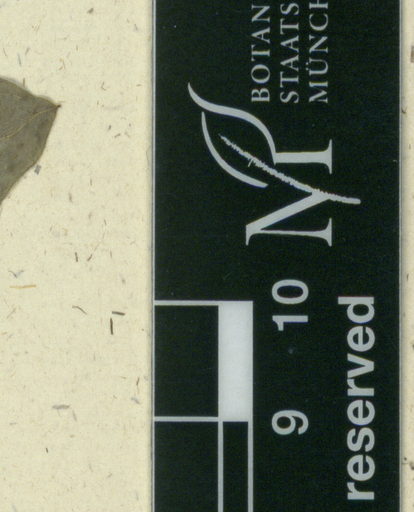 BOTAN
STAATS
MÜNCH
9 10
reserved